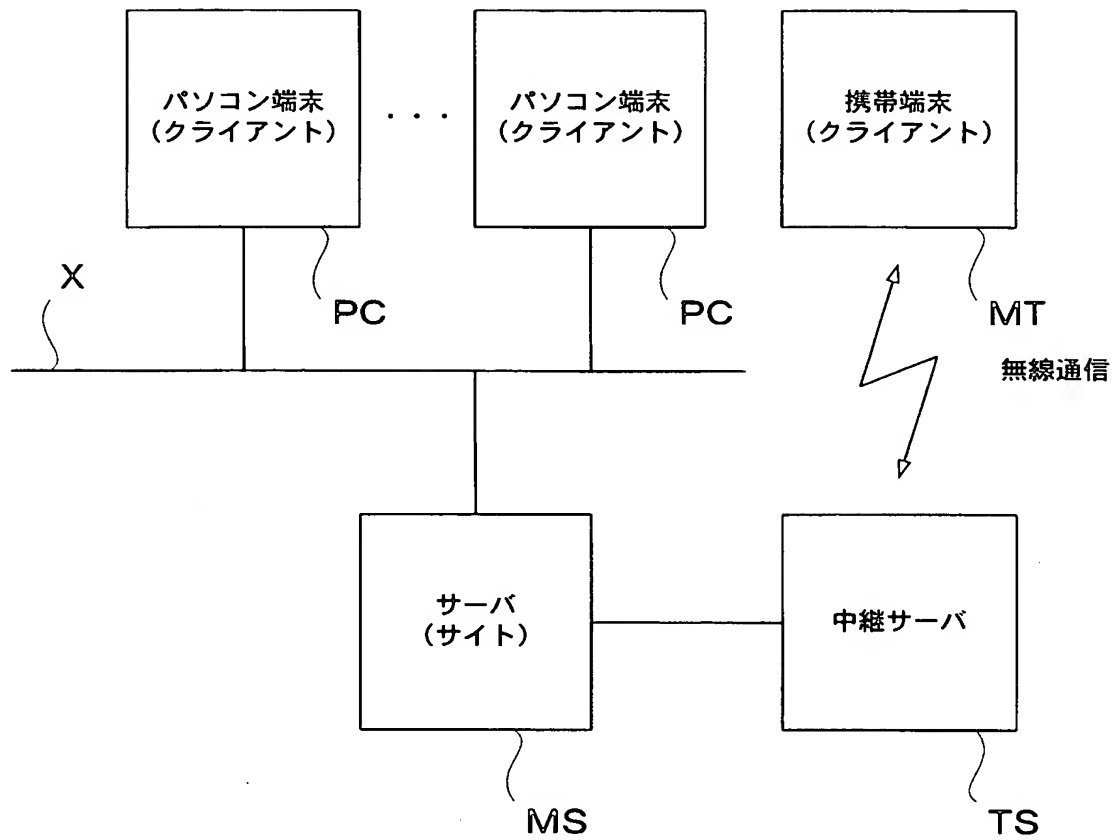 パソコン端末
(クライアント)
・・・
パソコン端末
(クライアント)
携帯端末
(クライアント)
X
PC
PC
MT
無線通信
サーバ
(サイト)
中継サーバ
MS
TS